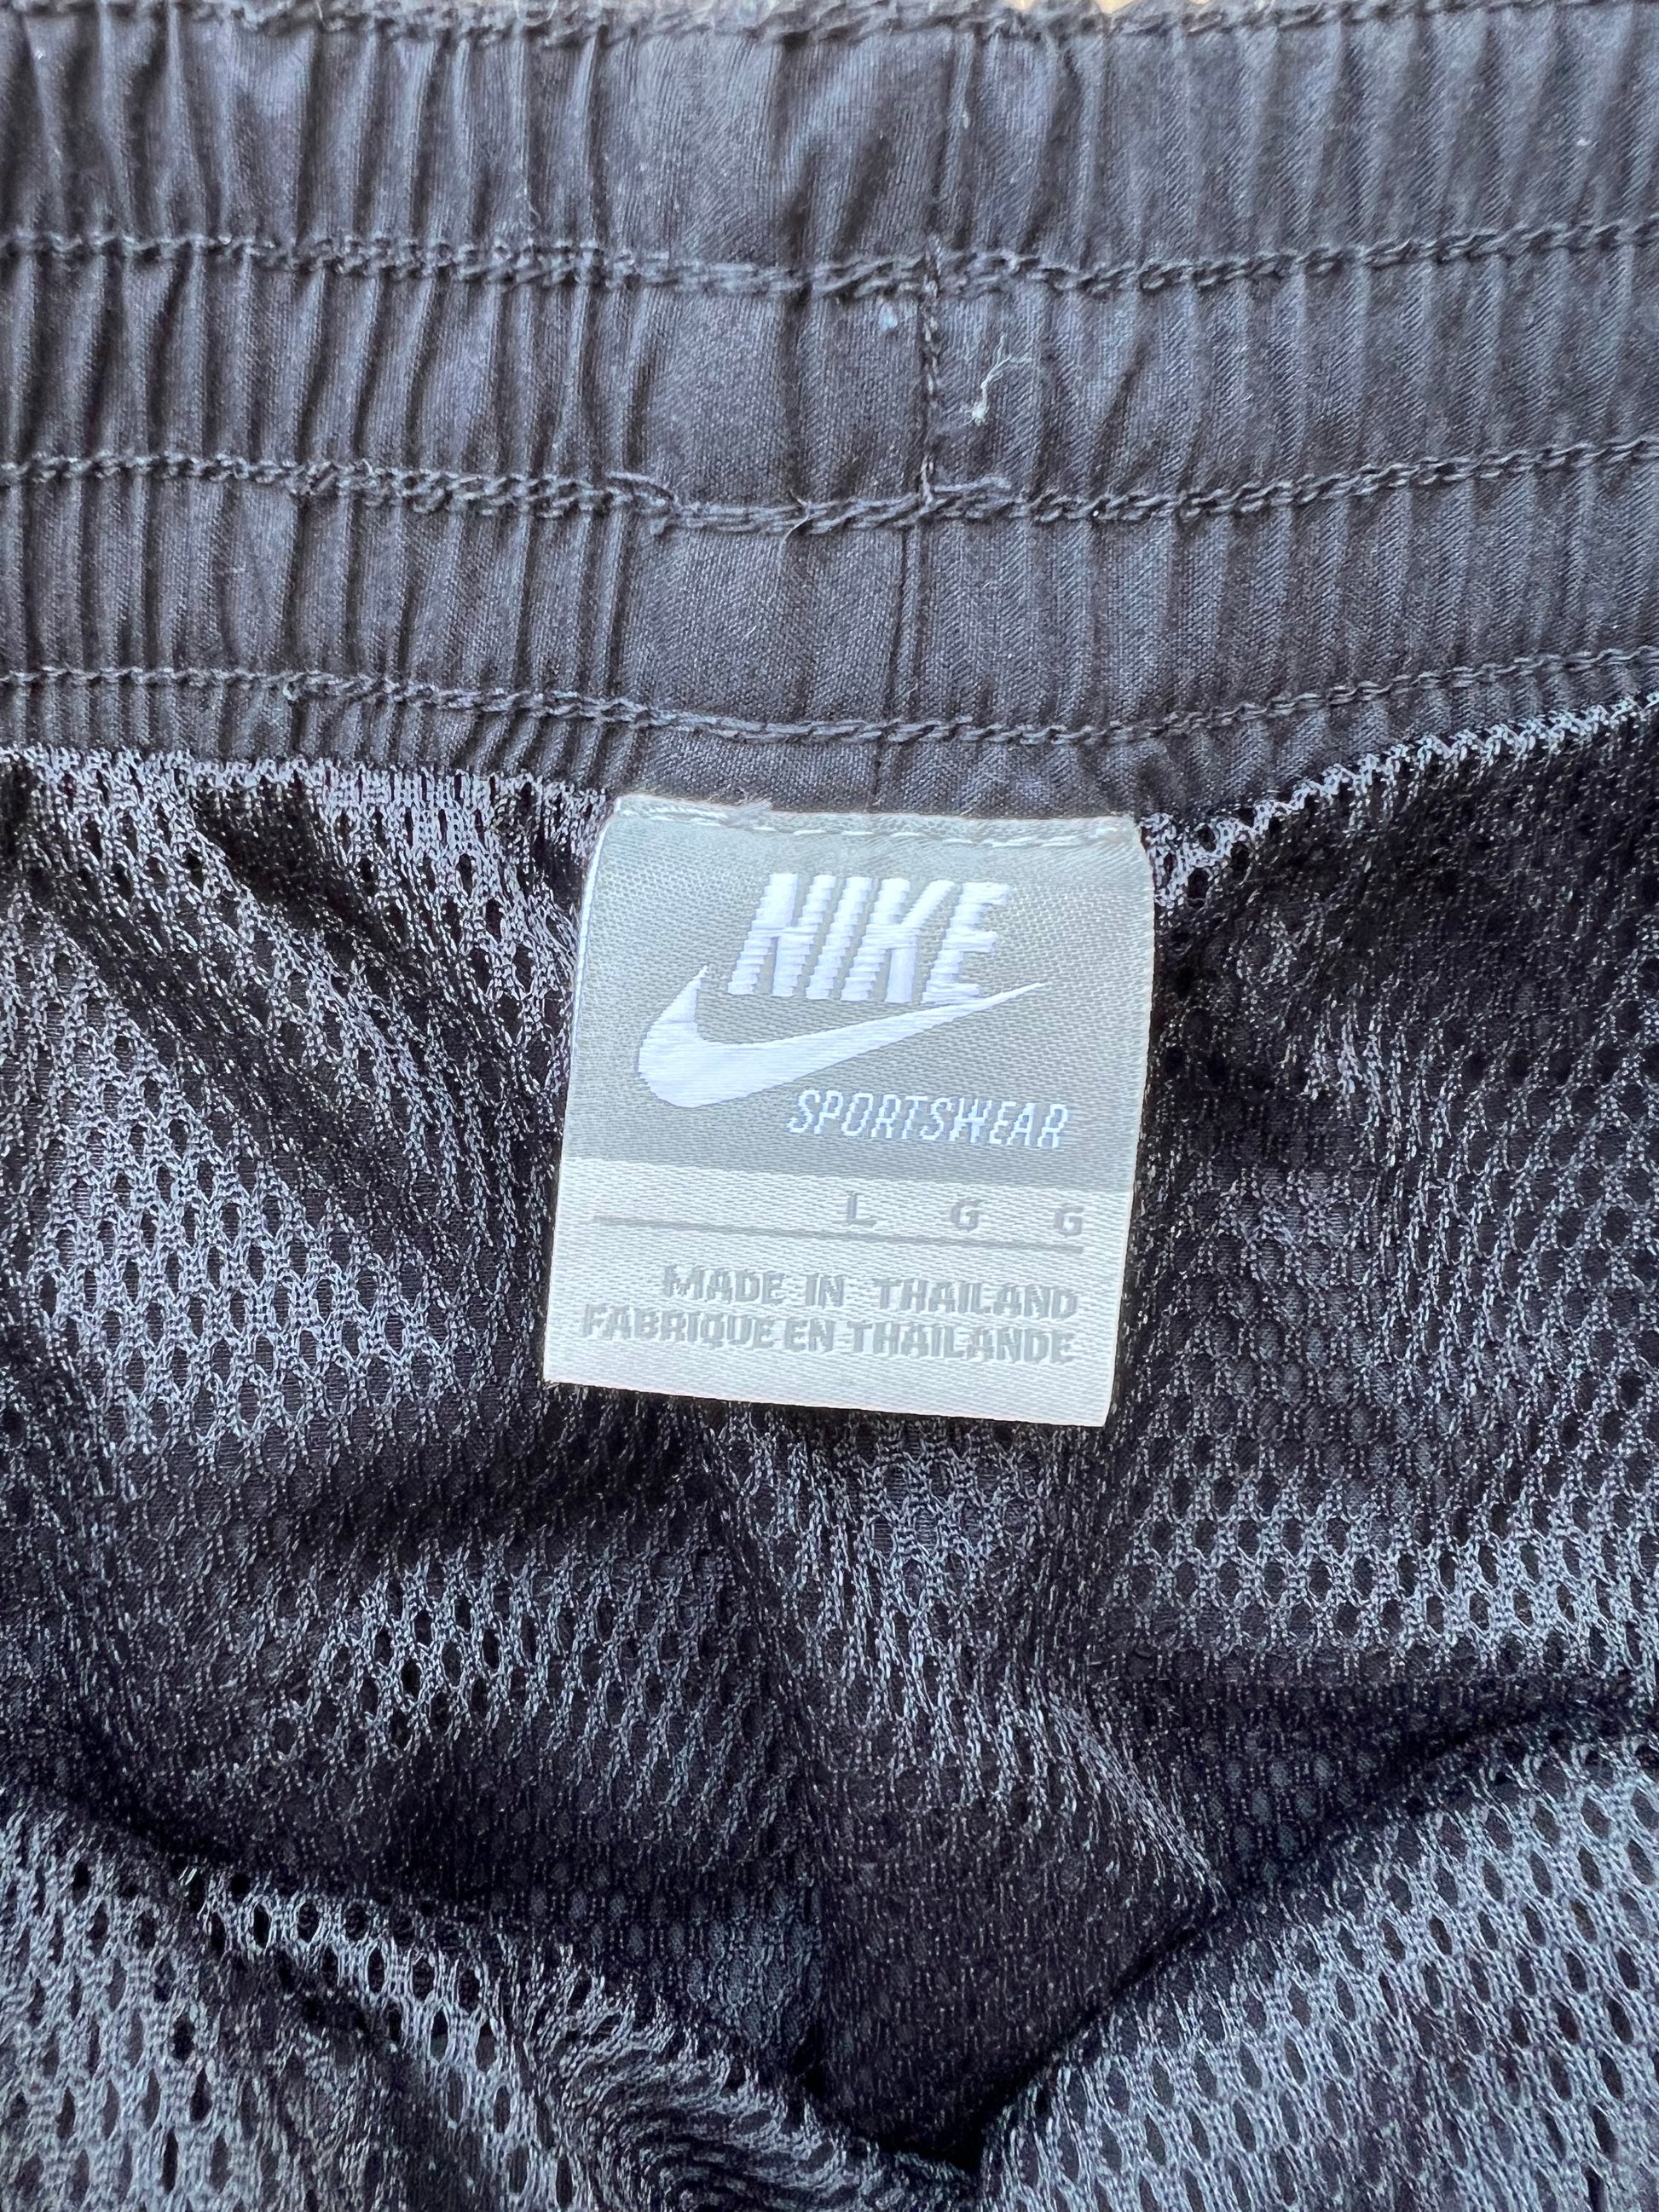 NIKE
SPORTSWEAR
L G G
MADE IN THAILAND
FABRIQUE EN THAILANDE